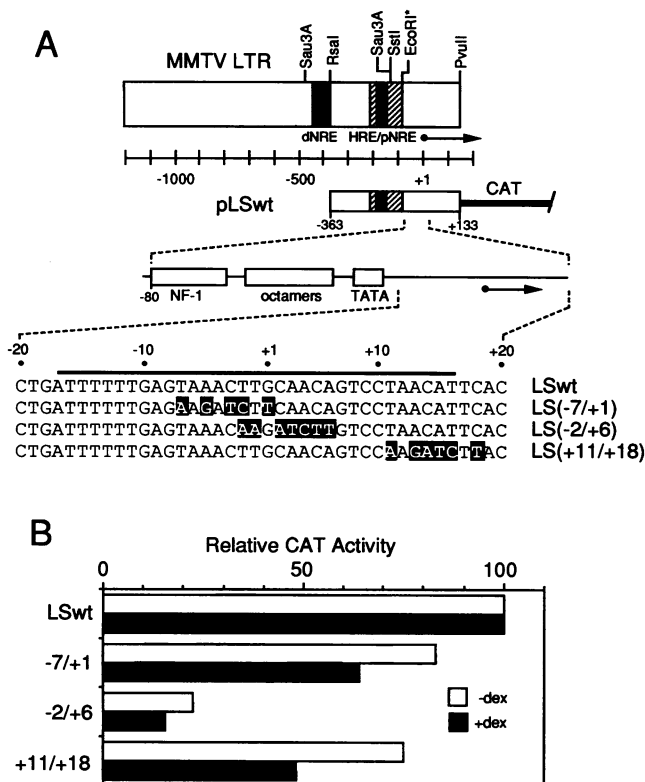 A
MMTV LTR
Sau3A
RsaI
Sau3A
SstI
EcoRI*
PvuII
dNRE
HRE/pNRE
-1000
-500
+1
pLSwt
CAT
-363
+133
-80
NF-1
octamers
TATA
-20
-10
+1
+10
+20
CTGATTTTTTGAGTAAACTTGCAACAGTCCTAACATTCAC LSwt
CTGATTTTTTGAGAAGATCTTCAACAGTCCTAACATTCAC LS(-7/+1)
CTGATTTTTTGAGTAAACAAGATCTTGTCCTAACATTCAC LS(-2/+6)
CTGATTTTTTGAGTAAACTTGCAACAGTCCAAGATCTTAC LS(+11/+18)
B
Relative CAT Activity
0
50
100
LSwt
-7/+1
-2/+6
+11/+18
-dex
+dex